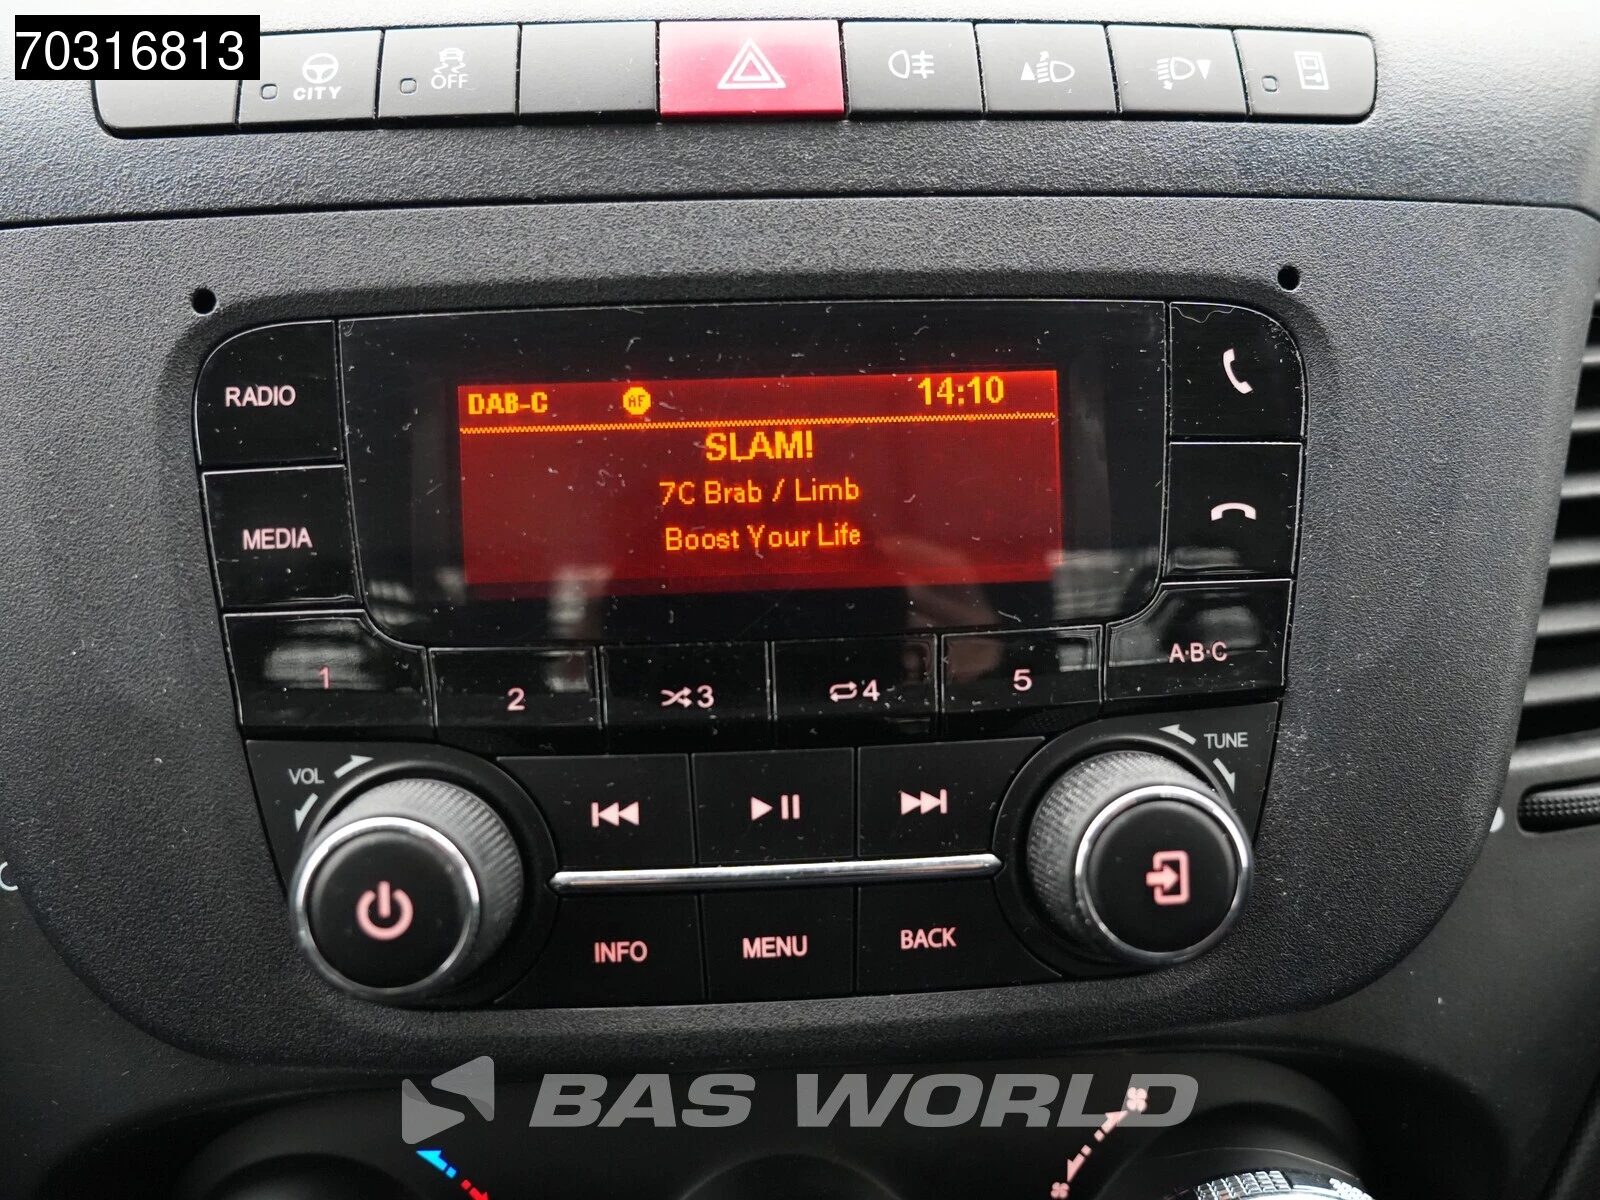 70316813
CITY
OFF
RADIO
DAB-C AF 14:10
SLAM!
7C Brab / Limb
Boost Your Life
MEDIA
1
2
3
4
5
A·B·C
VOL
TUNE
INFO
MENU
BACK
BAS WORLD